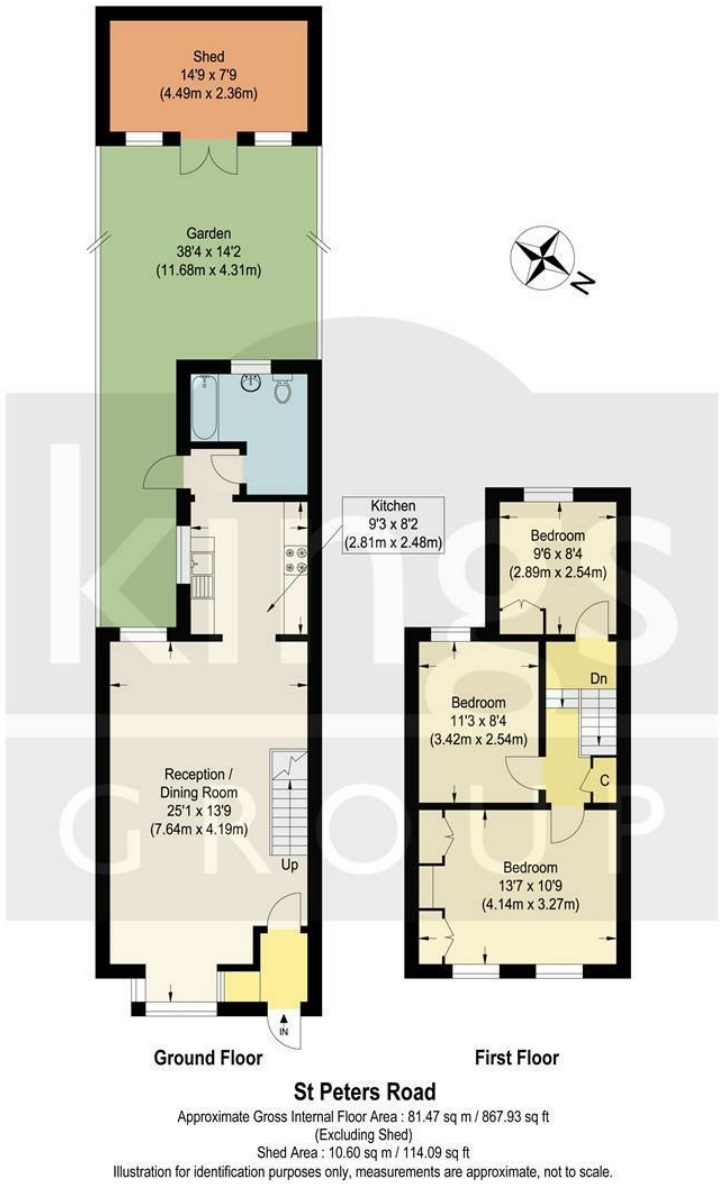 Shed
14'9 x 7'9
(4.49m x 2.36m)
Garden
38'4 x 14'2
(11.68m x 4.31m)
N
Kitchen
9'3 x 8'2
(2.81m x 2.48m)
Bedroom
9'6 x 8'4
(2.89m x 2.54m)
Dn
Bedroom
11'3 x 8'4
(3.42m x 2.54m)
C
Reception /
Dining Room
25'1 x 13'9
(7.64m x 4.19m)
Up
Bedroom
13'7 x 10'9
(4.14m x 3.27m)
IN
kings
GROUP
Ground Floor
First Floor
St Peters Road
Approximate Gross Internal Floor Area : 81.47 sq m / 867.93 sq ft
(Excluding Shed)
Shed Area : 10.60 sq m / 114.09 sq ft
Illustration for identification purposes only, measurements are approximate, not to scale.